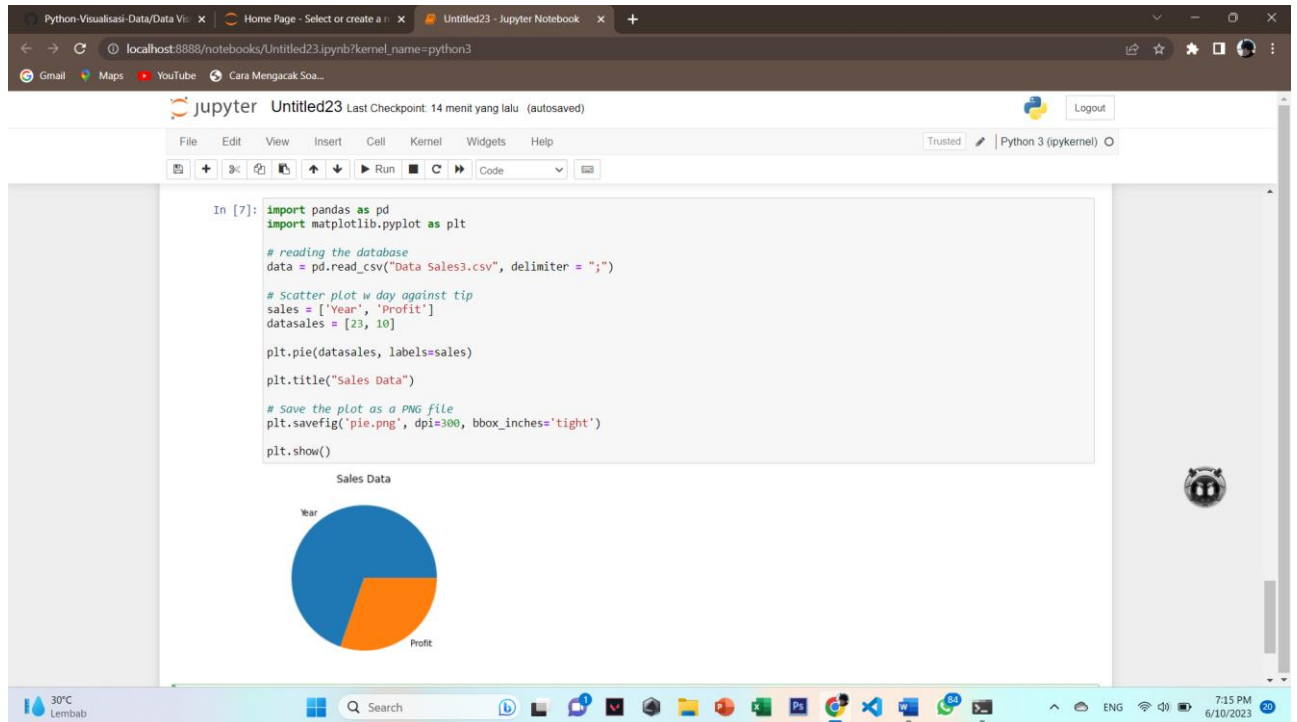 Python-Visualisasi-Data/Data Vis
Home Page - Select or create a n
Untitled23 - Jupyter Notebook
localhost:8888/notebooks/Untitled23.ipynb?kernel_name=python3
Gmail Maps YouTube Cara Mengacak Soa...
jupyter Untitled23 Last Checkpoint: 14 menit yang lalu (autosaved)
Logout
File Edit View Insert Cell Kernel Widgets Help
Trusted Python 3 (ipykernel)
Run Code
In [7]: import pandas as pd
import matplotlib.pyplot as plt
# reading the database
data = pd.read_csv("Data Sales3.csv", delimiter = ";")
# Scatter plot w day against tip
sales = ['Year', 'Profit']
datasales = [23, 10]
plt.pie(datasales, labels=sales)
plt.title("Sales Data")
# Save the plot as a PNG file
plt.savefig('pie.png', dpi=300, bbox_inches='tight')
plt.show()
Sales Data
Year
Profit
30°C
Lembab
Search
1
84
ENG
7:15 PM
6/10/2023
20